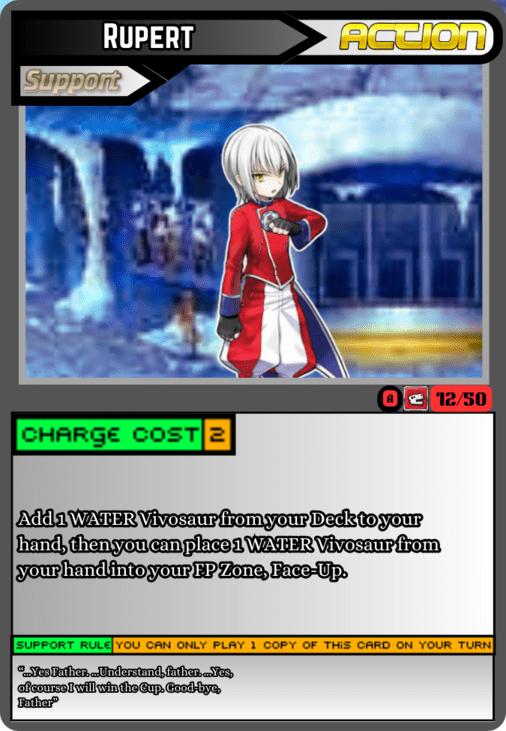 RUPERT
ACTION
Support
A
12/50
CHARGE COST 2
Add 1 WATER Vivosaur from your Deck to your
hand, then you can place 1 WATER Vivosaur from
your hand into your FP Zone, Face-Up.
SUPPORT RULE YOU CAN ONLY PLAY 1 COPY OF THIS CARD ON YOUR TURN
“...Yes Father. ...Understand, father. ...Yes,
of course I will win the Cup. Good-bye,
Father”